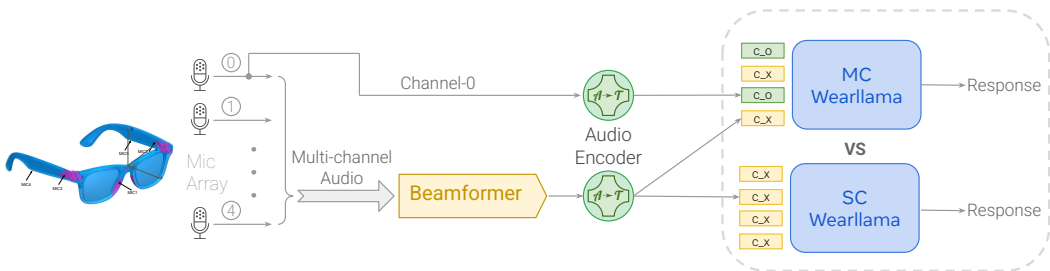 0
1
Mic
Array
4
Channel-0
Multi-channel
Audio
Beamformer
A→T
Audio
Encoder
A→T
C_O
C_X
C_O
C_X
MC
Wearllama
Response
VS
C_X
C_X
C_X
C_X
SC
Wearllama
Response